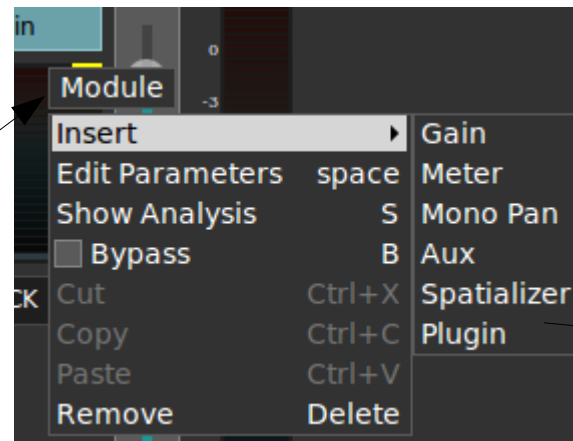 in
0
-3
Module
Insert Gain
Edit Parameters space Meter
Show Analysis S Mono Pan
Bypass B Aux
CK Cut Ctrl+X Spatializer
Copy Ctrl+C Plugin
Paste Ctrl+V
Remove Delete